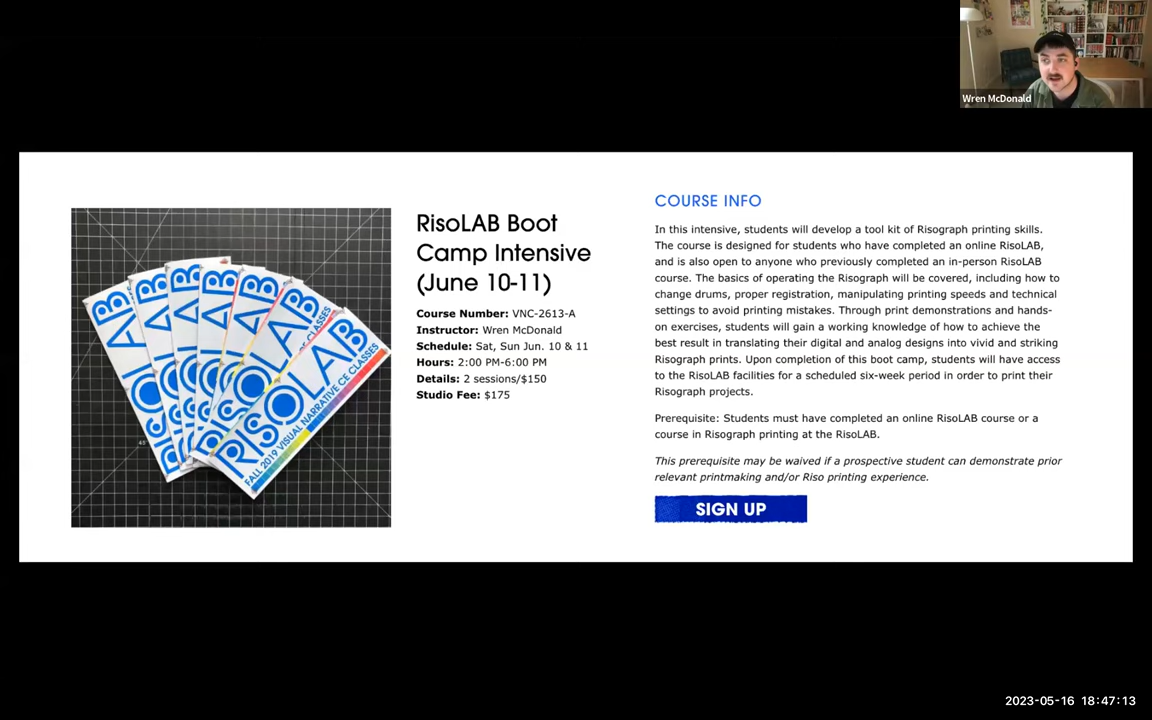 Wren McDonald
RisoLAB Boot
Camp Intensive
(June 10-11)
Course Number: VNC-2613-A
Instructor: Wren McDonald
Schedule: Sat, Sun Jun. 10 & 11
Hours: 2:00 PM-6:00 PM
Details: 2 sessions/$150
Studio Fee: $175
COURSE INFO
In this intensive, students will develop a tool kit of Risograph printing skills.
The course is designed for students who have completed an online RisoLAB,
and is also open to anyone who previously completed an in-person RisoLAB
course. The basics of operating the Risograph will be covered, including how to
change drums, proper registration, manipulating printing speeds and technical
settings to avoid printing mistakes. Through print demonstrations and hands-
on exercises, students will gain a working knowledge of how to achieve the
best result in translating their digital and analog designs into vivid and striking
Risograph prints. Upon completion of this boot camp, students will have access
to the RisoLAB facilities for a scheduled six-week period in order to print their
Risograph projects.
Prerequisite: Students must have completed an online RisoLAB course or a
course in Risograph printing at the RisoLAB.
This prerequisite may be waived if a prospective student can demonstrate prior
relevant printmaking and/or Riso printing experience.
SIGN UP
RISOLAB
FALL 2019 VISUAL NARRATIVE CE CLASSES
2023-05-16 18:47:13